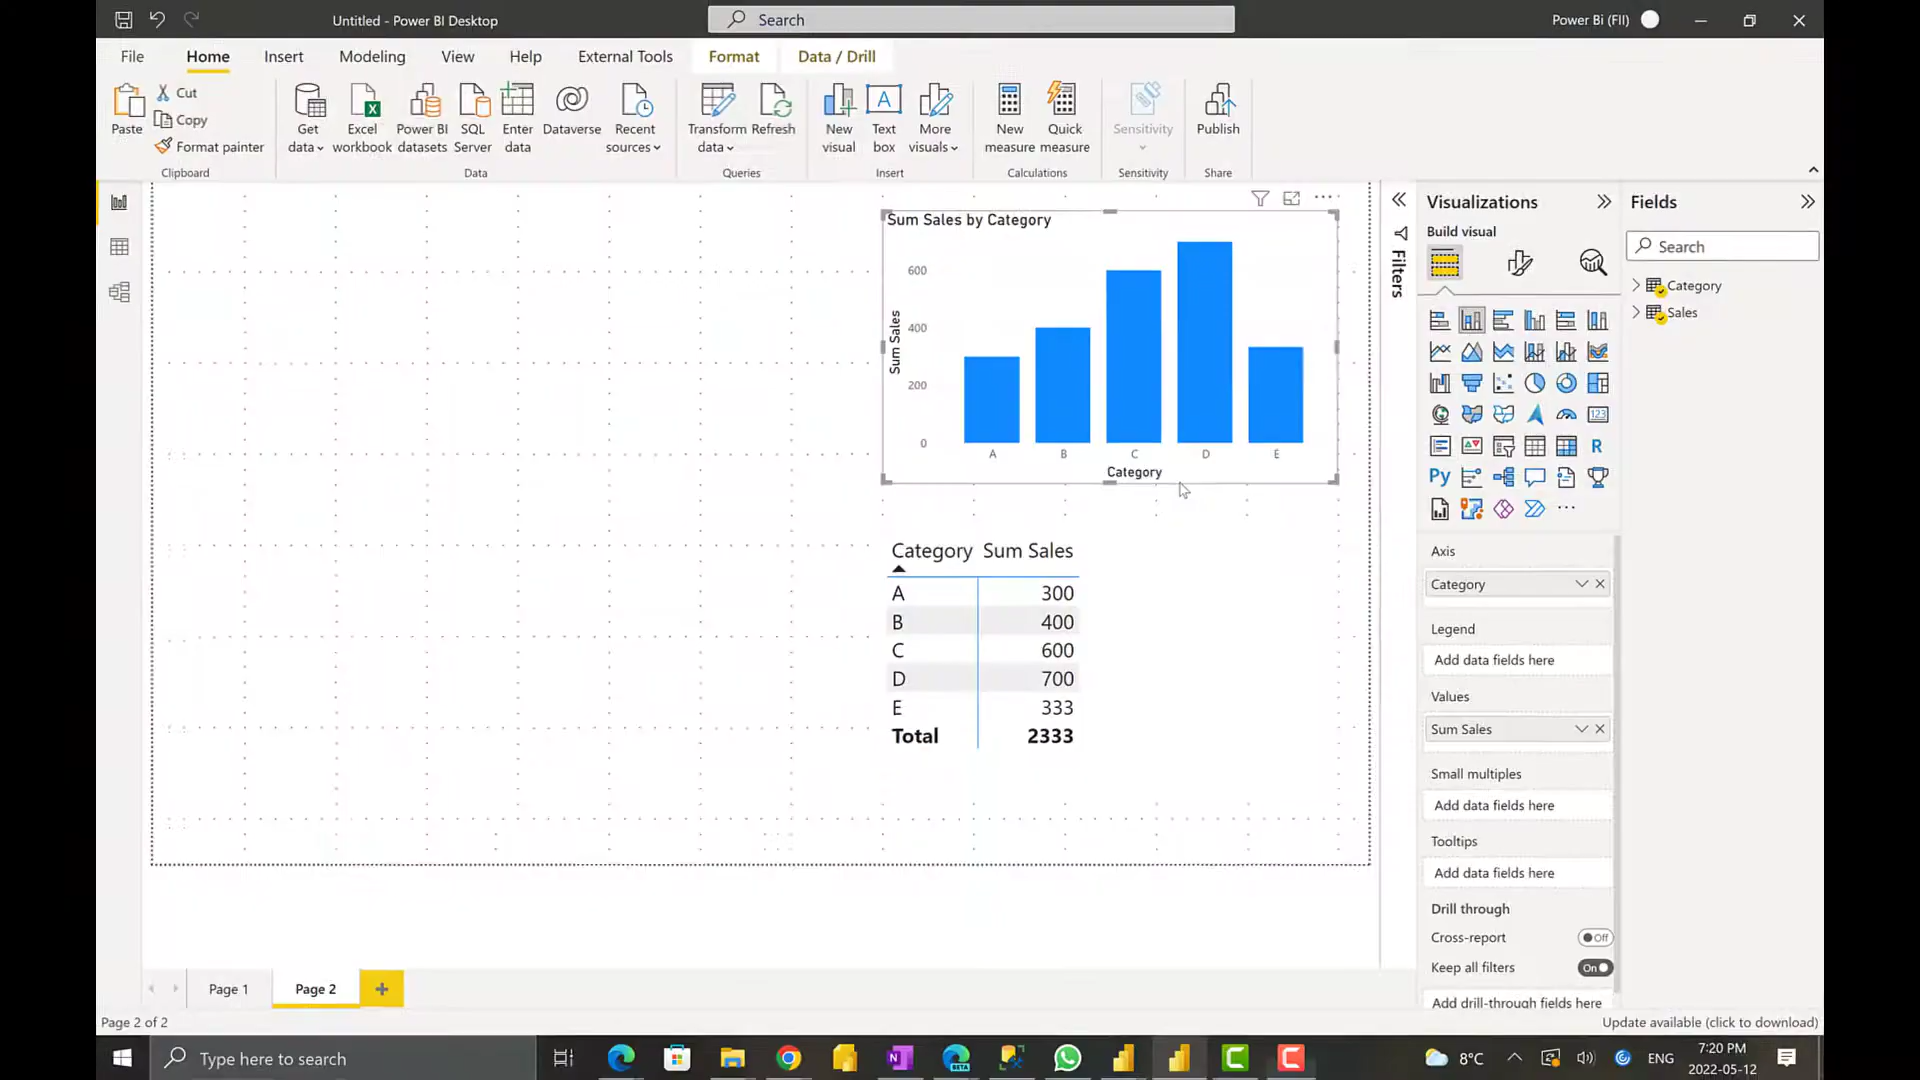 Untitled - Power BI Desktop
Search
Power Bi (FII)
File
Home
Insert
Modeling
View
Help
External Tools
Format
Data / Drill
Paste
Cut
Copy
Format painter
Clipboard
Get data
Excel workbook
Power BI datasets
SQL Server
Enter data
Dataverse
Recent sources
Data
Transform data
Refresh
Queries
New visual
Text box
More visuals
Insert
New measure
Quick measure
Calculations
Sensitivity
Sensitivity
Publish
Share
Sum Sales by Category
600
400
200
0
Sum Sales
A B C D E
Category
Category Sum Sales
A 300
B 400
C 600
D 700
E 333
Total 2333
Filters
Visualizations
Build visual
123
R
Py
Axis
Category
Legend
Add data fields here
Values
Sum Sales
Small multiples
Add data fields here
Tooltips
Add data fields here
Drill through
Cross-report
Off
Keep all filters
On
Add drill-through fields here
Fields
Search
Category
Sales
Page 1
Page 2
Page 2 of 2
Update available (click to download)
Type here to search
BETA
8°C
ENG
7:20 PM
2022-05-12